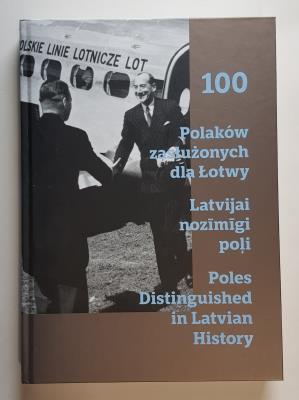 OLSKIE LINIE LOTNICZE LOT
100
Polaków
zasłużonych
dla Łotwy
Latvijai
nozīmīgi
poļi
Poles
Distinguished
in Latvian
History